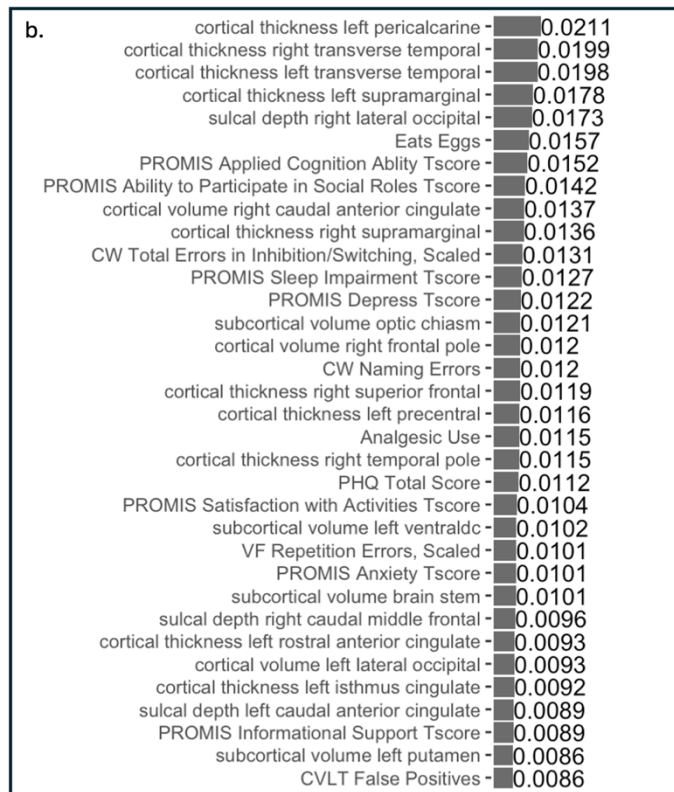 b.
cortical thickness left pericalcarine 0.0211
cortical thickness right transverse temporal 0.0199
cortical thickness left transverse temporal 0.0198
cortical thickness left supramarginal 0.0178
sulcal depth right lateral occipital 0.0173
Eats Eggs 0.0157
PROMIS Applied Cognition Ablity Tscore 0.0152
PROMIS Ability to Participate in Social Roles Tscore 0.0142
cortical volume right caudal anterior cingulate 0.0137
cortical thickness right supramarginal 0.0136
CW Total Errors in Inhibition/Switching, Scaled 0.0131
PROMIS Sleep Impairment Tscore 0.0127
PROMIS Depress Tscore 0.0122
subcortical volume optic chiasm 0.0121
cortical volume right frontal pole 0.012
CW Naming Errors 0.012
cortical thickness right superior frontal 0.0119
cortical thickness left precentral 0.0116
Analgesic Use 0.0115
cortical thickness right temporal pole 0.0115
PHQ Total Score 0.0112
PROMIS Satisfaction with Activities Tscore 0.0104
subcortical volume left ventraldc 0.0102
VF Repetition Errors, Scaled 0.0101
PROMIS Anxiety Tscore 0.0101
subcortical volume brain stem 0.0101
sulcal depth right caudal middle frontal 0.0096
cortical thickness left rostral anterior cingulate 0.0093
cortical volume left lateral occipital 0.0093
cortical thickness left isthmus cingulate 0.0092
sulcal depth left caudal anterior cingulate 0.0089
PROMIS Informational Support Tscore 0.0089
subcortical volume left putamen 0.0086
CVLT False Positives 0.0086